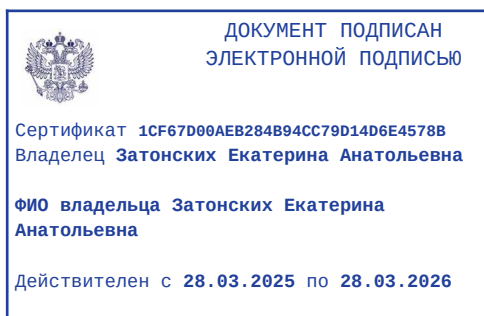 ДОКУМЕНТ ПОДПИСАН
ЭЛЕКТРОННОЙ ПОДПИСЬЮ
Сертификат 1CF67D00AEB284B94CC79D14D6E4578B
Владелец Затонских Екатерина Анатольевна
ФИО владельца Затонских Екатерина
Анатольевна
Действителен с 28.03.2025 по 28.03.2026